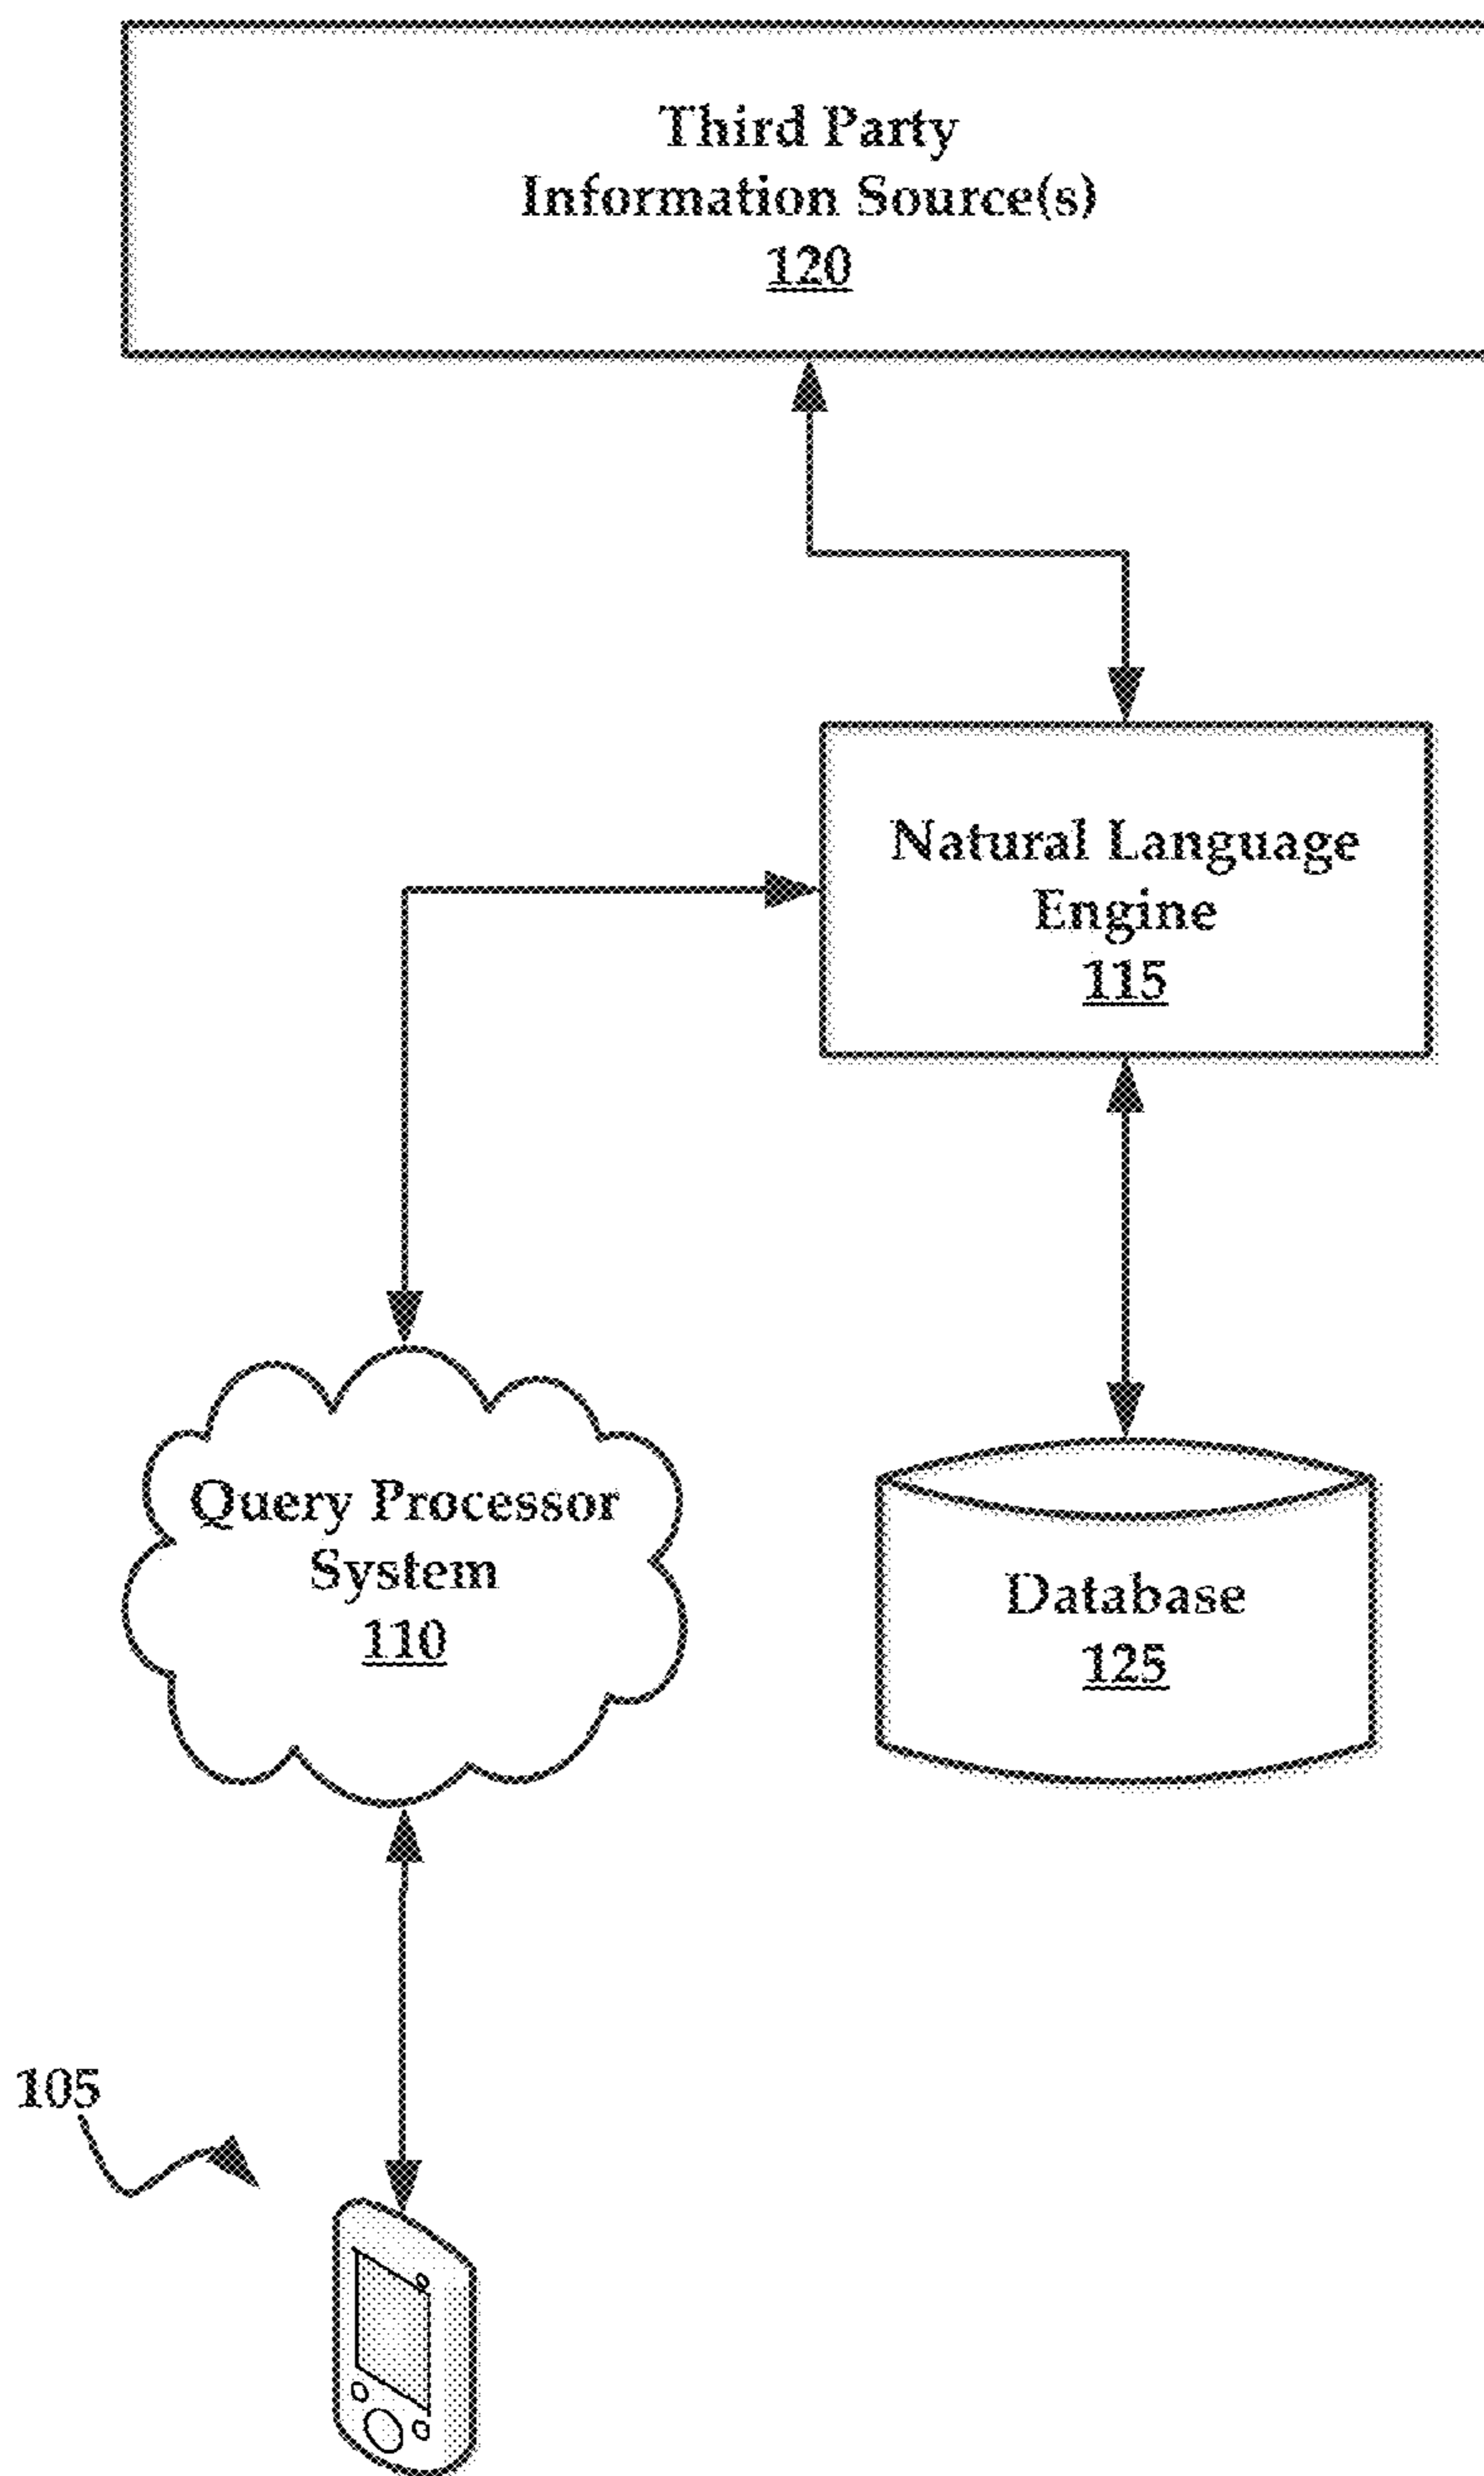 Third Party
Information Source(s)
120
Natural Language
Engine
115
Query Processor
System
110
Database
125
105